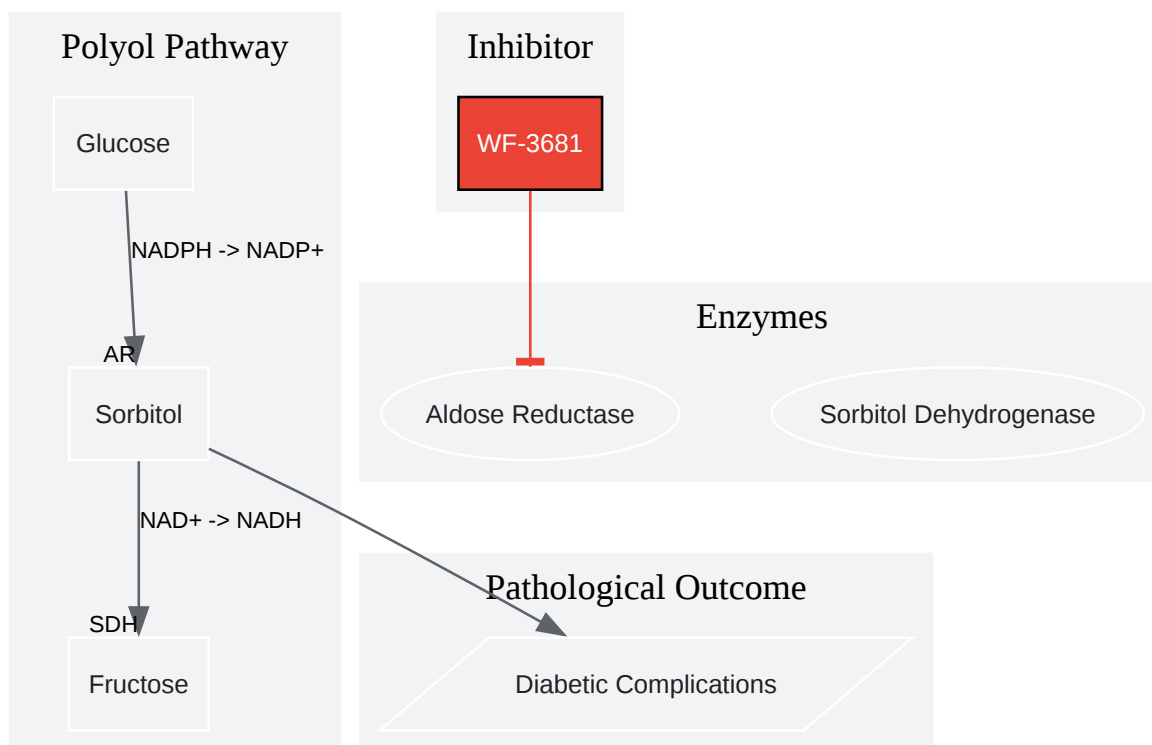 Polyol Pathway
Inhibitor
Glucose
WF-3681
NADPH -> NADP+
Enzymes
AR
Sorbitol
Aldose Reductase
Sorbitol Dehydrogenase
NAD+ -> NADH
Pathological Outcome
SDH
Fructose
Diabetic Complications